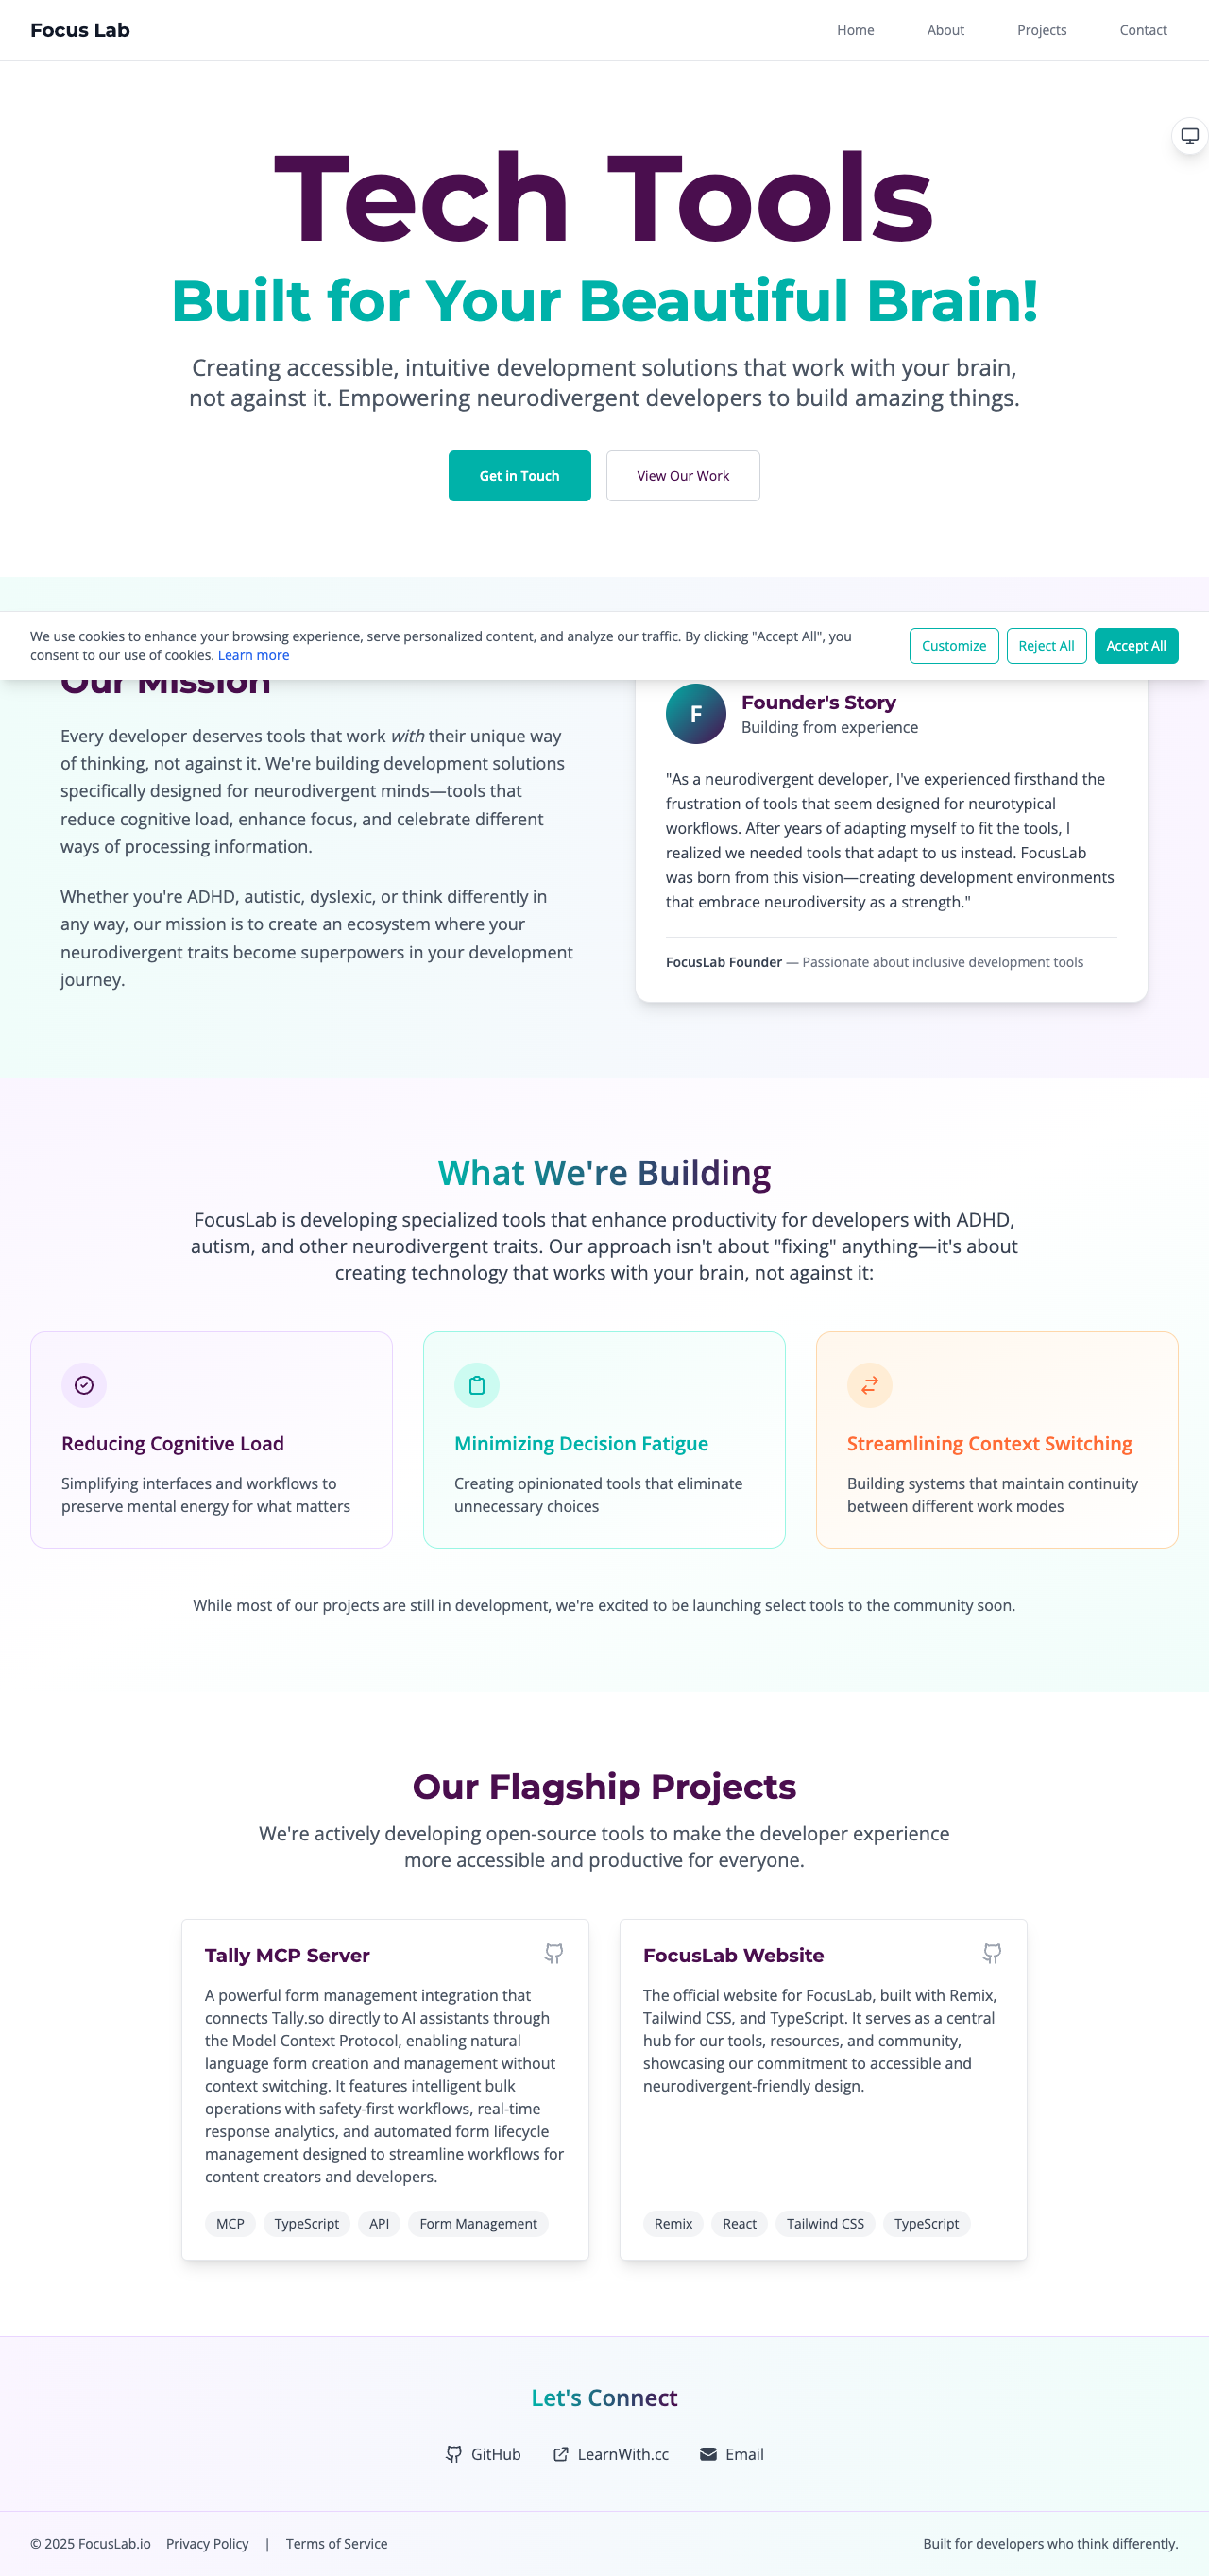 Focus Lab
Home
About
Projects
Contact
Tech Tools
Built for Your Beautiful Brain!
Creating accessible, intuitive development solutions that work with your brain,
not against it. Empowering neurodivergent developers to build amazing things.
Get in Touch
View Our Work
We use cookies to enhance your browsing experience, serve personalized content, and analyze our traffic. By clicking "Accept All", you
consent to our use of cookies. Learn more
Customize
Reject All
Accept All
Our Mission
Every developer deserves tools that work with their unique way
of thinking, not against it. We're building development solutions
specifically designed for neurodivergent minds—tools that
reduce cognitive load, enhance focus, and celebrate different
ways of processing information.
Whether you're ADHD, autistic, dyslexic, or think differently in
any way, our mission is to create an ecosystem where your
neurodivergent traits become superpowers in your development
journey.
F
Founder's Story
Building from experience
"As a neurodivergent developer, I've experienced firsthand the
frustration of tools that seem designed for neurotypical
workflows. After years of adapting myself to fit the tools, I
realized we needed tools that adapt to us instead. FocusLab
was born from this vision—creating development environments
that embrace neurodiversity as a strength."
FocusLab Founder — Passionate about inclusive development tools
What We're Building
FocusLab is developing specialized tools that enhance productivity for developers with ADHD,
autism, and other neurodivergent traits. Our approach isn't about "fixing" anything—it's about
creating technology that works with your brain, not against it:
Reducing Cognitive Load
Simplifying interfaces and workflows to
preserve mental energy for what matters
Minimizing Decision Fatigue
Creating opinionated tools that eliminate
unnecessary choices
Streamlining Context Switching
Building systems that maintain continuity
between different work modes
While most of our projects are still in development, we're excited to be launching select tools to the community soon.
Our Flagship Projects
We're actively developing open-source tools to make the developer experience
more accessible and productive for everyone.
Tally MCP Server
A powerful form management integration that
connects Tally.so directly to AI assistants through
the Model Context Protocol, enabling natural
language form creation and management without
context switching. It features intelligent bulk
operations with safety-first workflows, real-time
response analytics, and automated form lifecycle
management designed to streamline workflows for
content creators and developers.
MCP
TypeScript
API
Form Management
FocusLab Website
The official website for FocusLab, built with Remix,
Tailwind CSS, and TypeScript. It serves as a central
hub for our tools, resources, and community,
showcasing our commitment to accessible and
neurodivergent-friendly design.
Remix
React
Tailwind CSS
TypeScript
Let's Connect
GitHub
LearnWith.cc
Email
© 2025 FocusLab.io
Privacy Policy
|
Terms of Service
Built for developers who think differently.